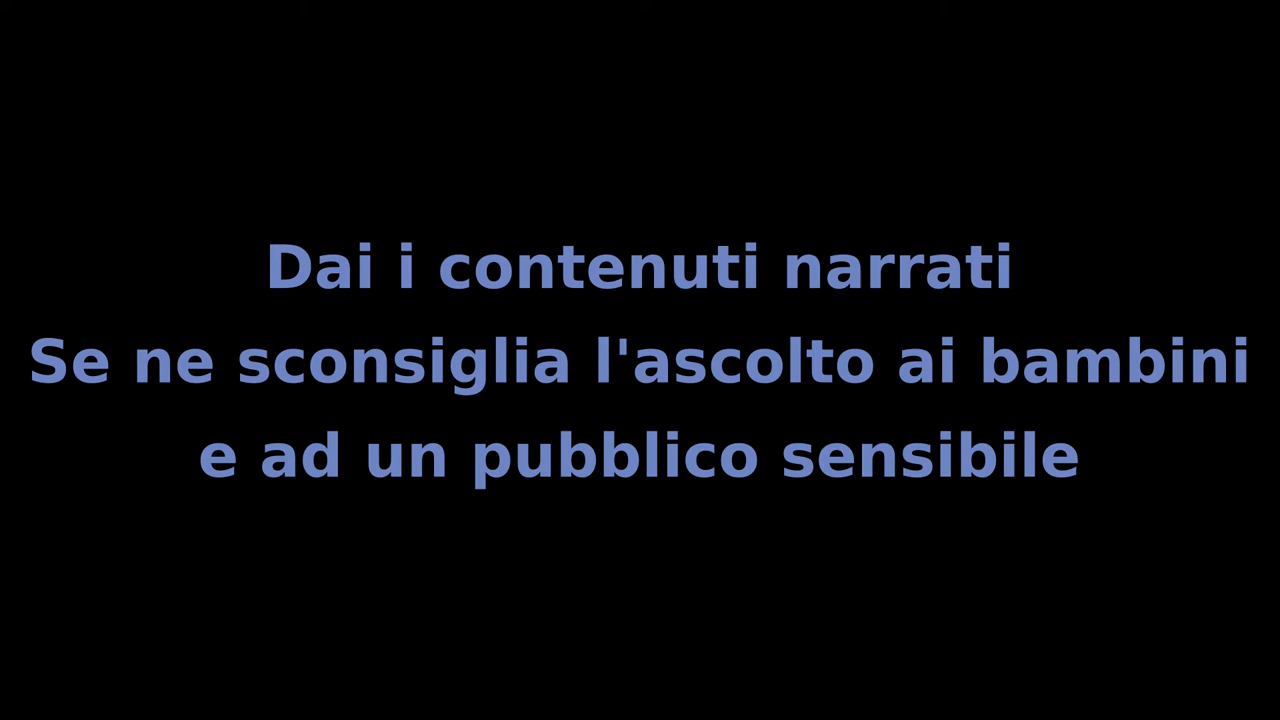 Dai i contenuti narrati
Se ne sconsiglia l'ascolto ai bambini
e ad un pubblico sensibile